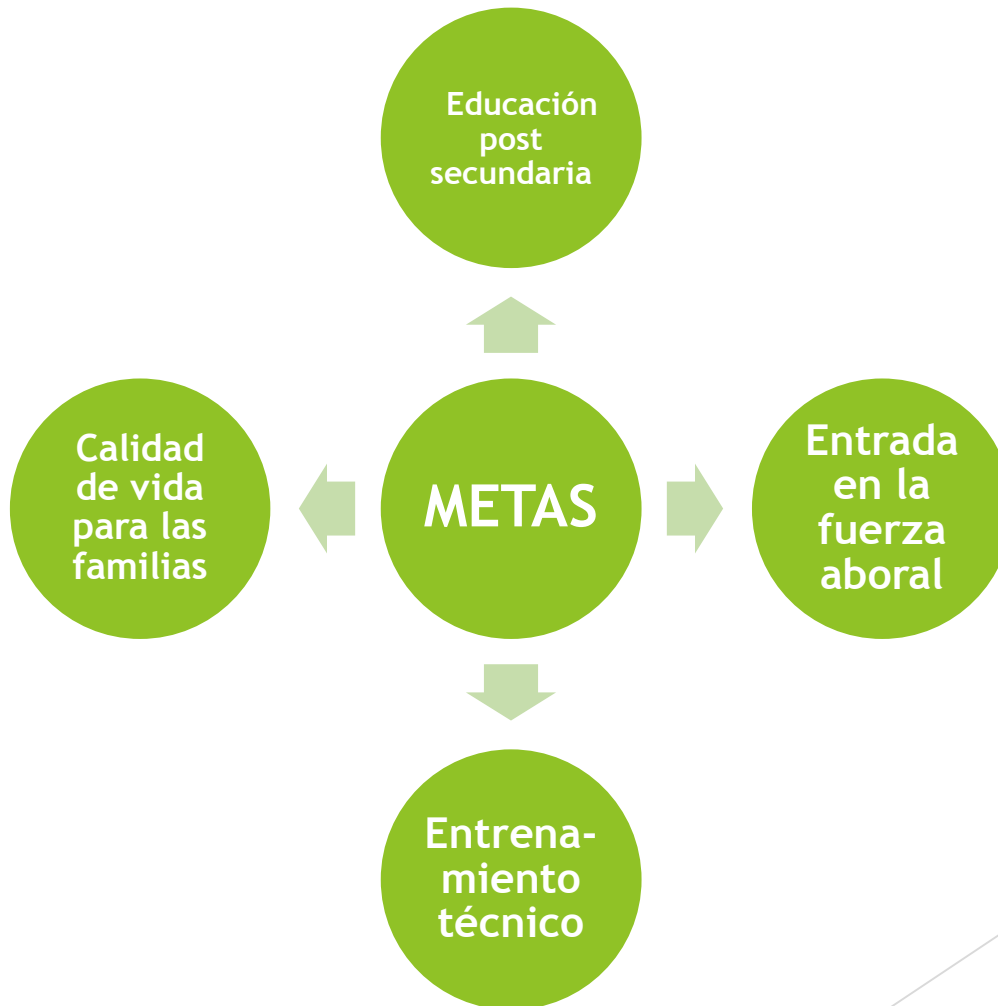 Educación
post
secundaria
Calidad
de vida
para las
familias
METAS
Entrada
en la
fuerza
aboral
Entrena-
miento
técnico